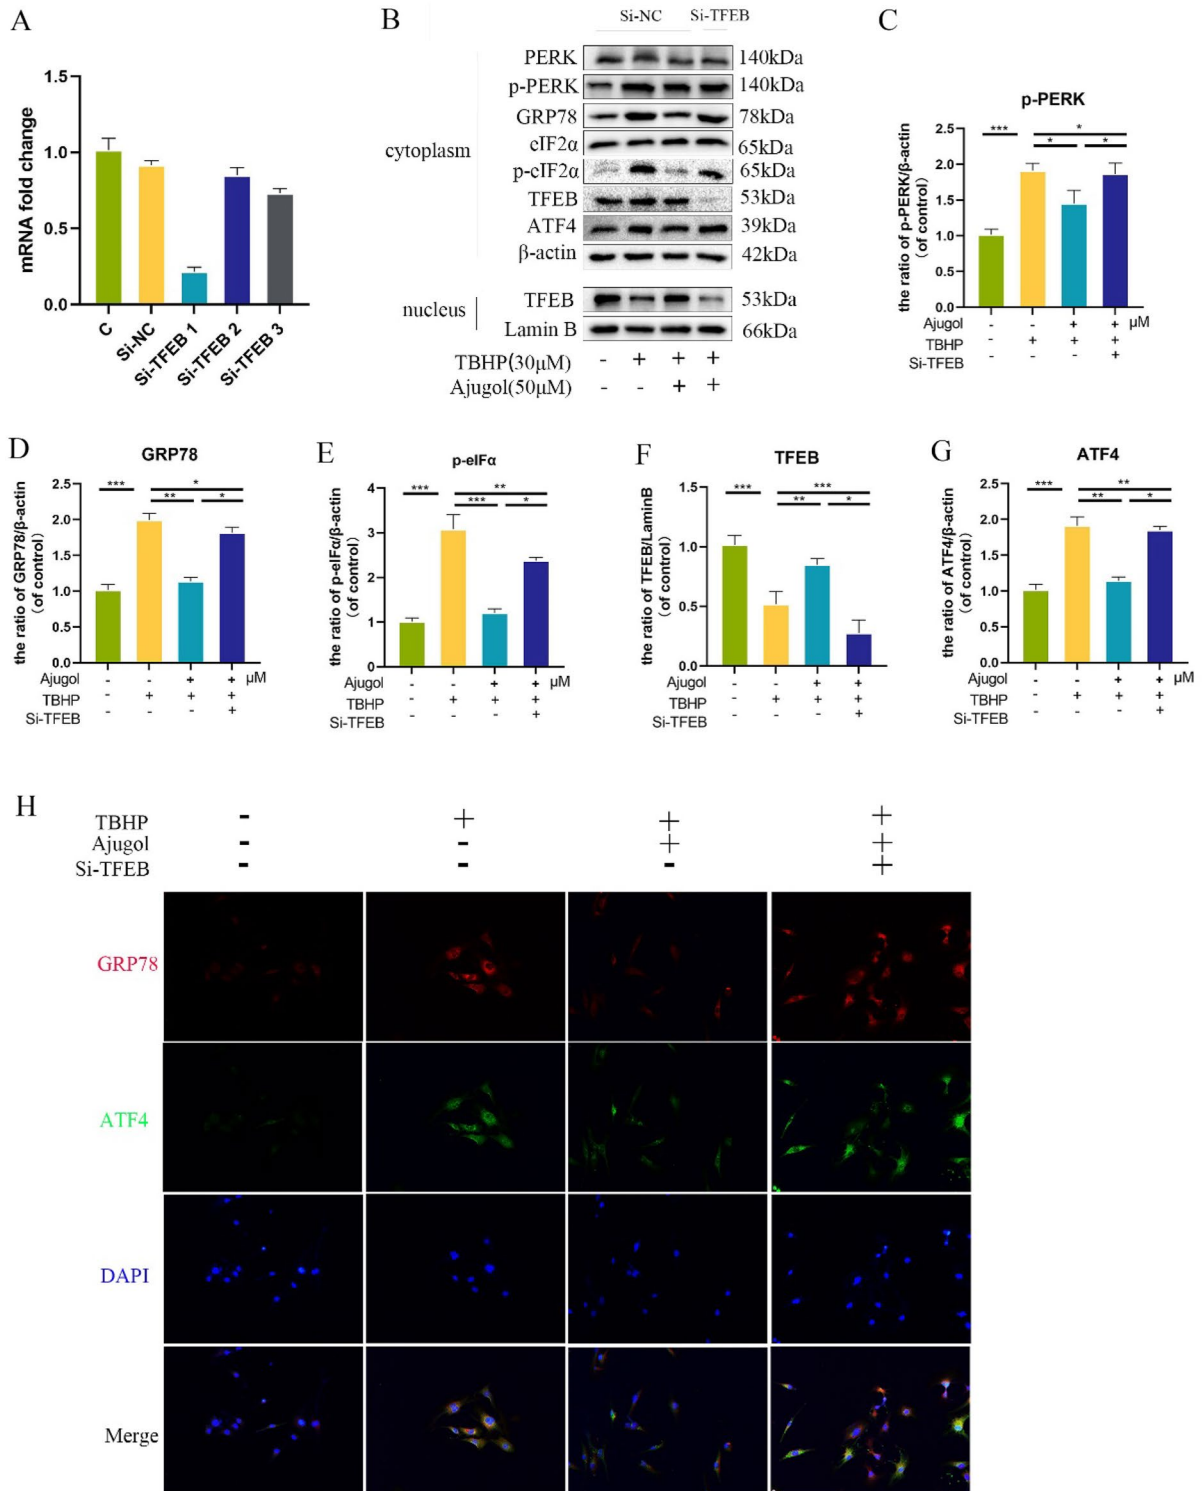 A
mRNA fold change
1.5
1.0
0.5
0.0
C
Si-NC
Si-TFEB 1
Si-TFEB 2
Si-TFEB 3
B
Si-NC Si-TFEB
cytoplasm
PERK 140kDa
p-PERK 140kDa
GRP78 78kDa
eIF2α 65kDa
p-eIF2α 65kDa
TFEB 53kDa
ATF4 39kDa
β-actin 42kDa
nucleus
TFEB 53kDa
Lamin B 66kDa
TBHP(30μM) - + + +
Ajugol(50μM) - - + +
C
p-PERK
the ratio of p-PERK/β-actin
(of control)
2.5
2.0
1.5
1.0
0.5
0.0
*** * * *
Ajugol - - + + μM
TBHP - + + +
Si-TFEB - - - +
D
GRP78
the ratio of GRP78/β-actin
(of control)
2.5
2.0
1.5
1.0
0.5
0.0
*** * ** *
Ajugol - - + + μM
TBHP - + + +
Si-TFEB - - - +
E
p-eIFα
the ratio of p-eIFα/β-actin
(of control)
4
3
2
1
0
*** ** *** *
Ajugol - - + + μM
TBHP - + + +
Si-TFEB - - - +
F
TFEB
the ratio of TFEB/LaminB
(of control)
1.5
1.0
0.5
0.0
*** *** ** *
Ajugol - - + +
TBHP - + + +
Si-TFEB - - - +
G
ATF4
the ratio of ATF4/β-actin
(of control)
2.5
2.0
1.5
1.0
0.5
0.0
*** ** ** *
Ajugol - - + + μM
TBHP - + + +
Si-TFEB - - - +
H
TBHP - + + +
Ajugol - - + +
Si-TFEB - - - +
GRP78
ATF4
DAPI
Merge